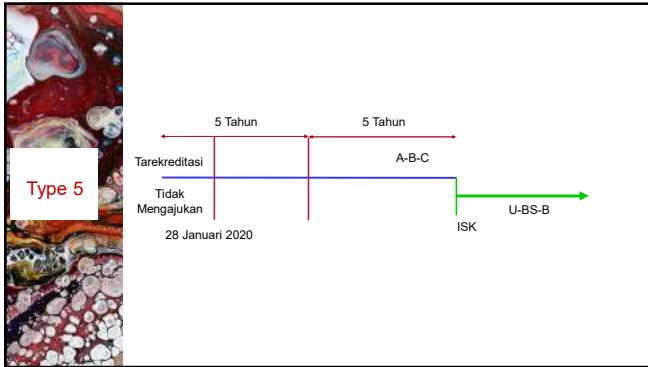 Type 5
5 Tahun
5 Tahun
Tarekreditasi
A-B-C
Tidak
Mengajukan
U-BS-B
28 Januari 2020
ISK